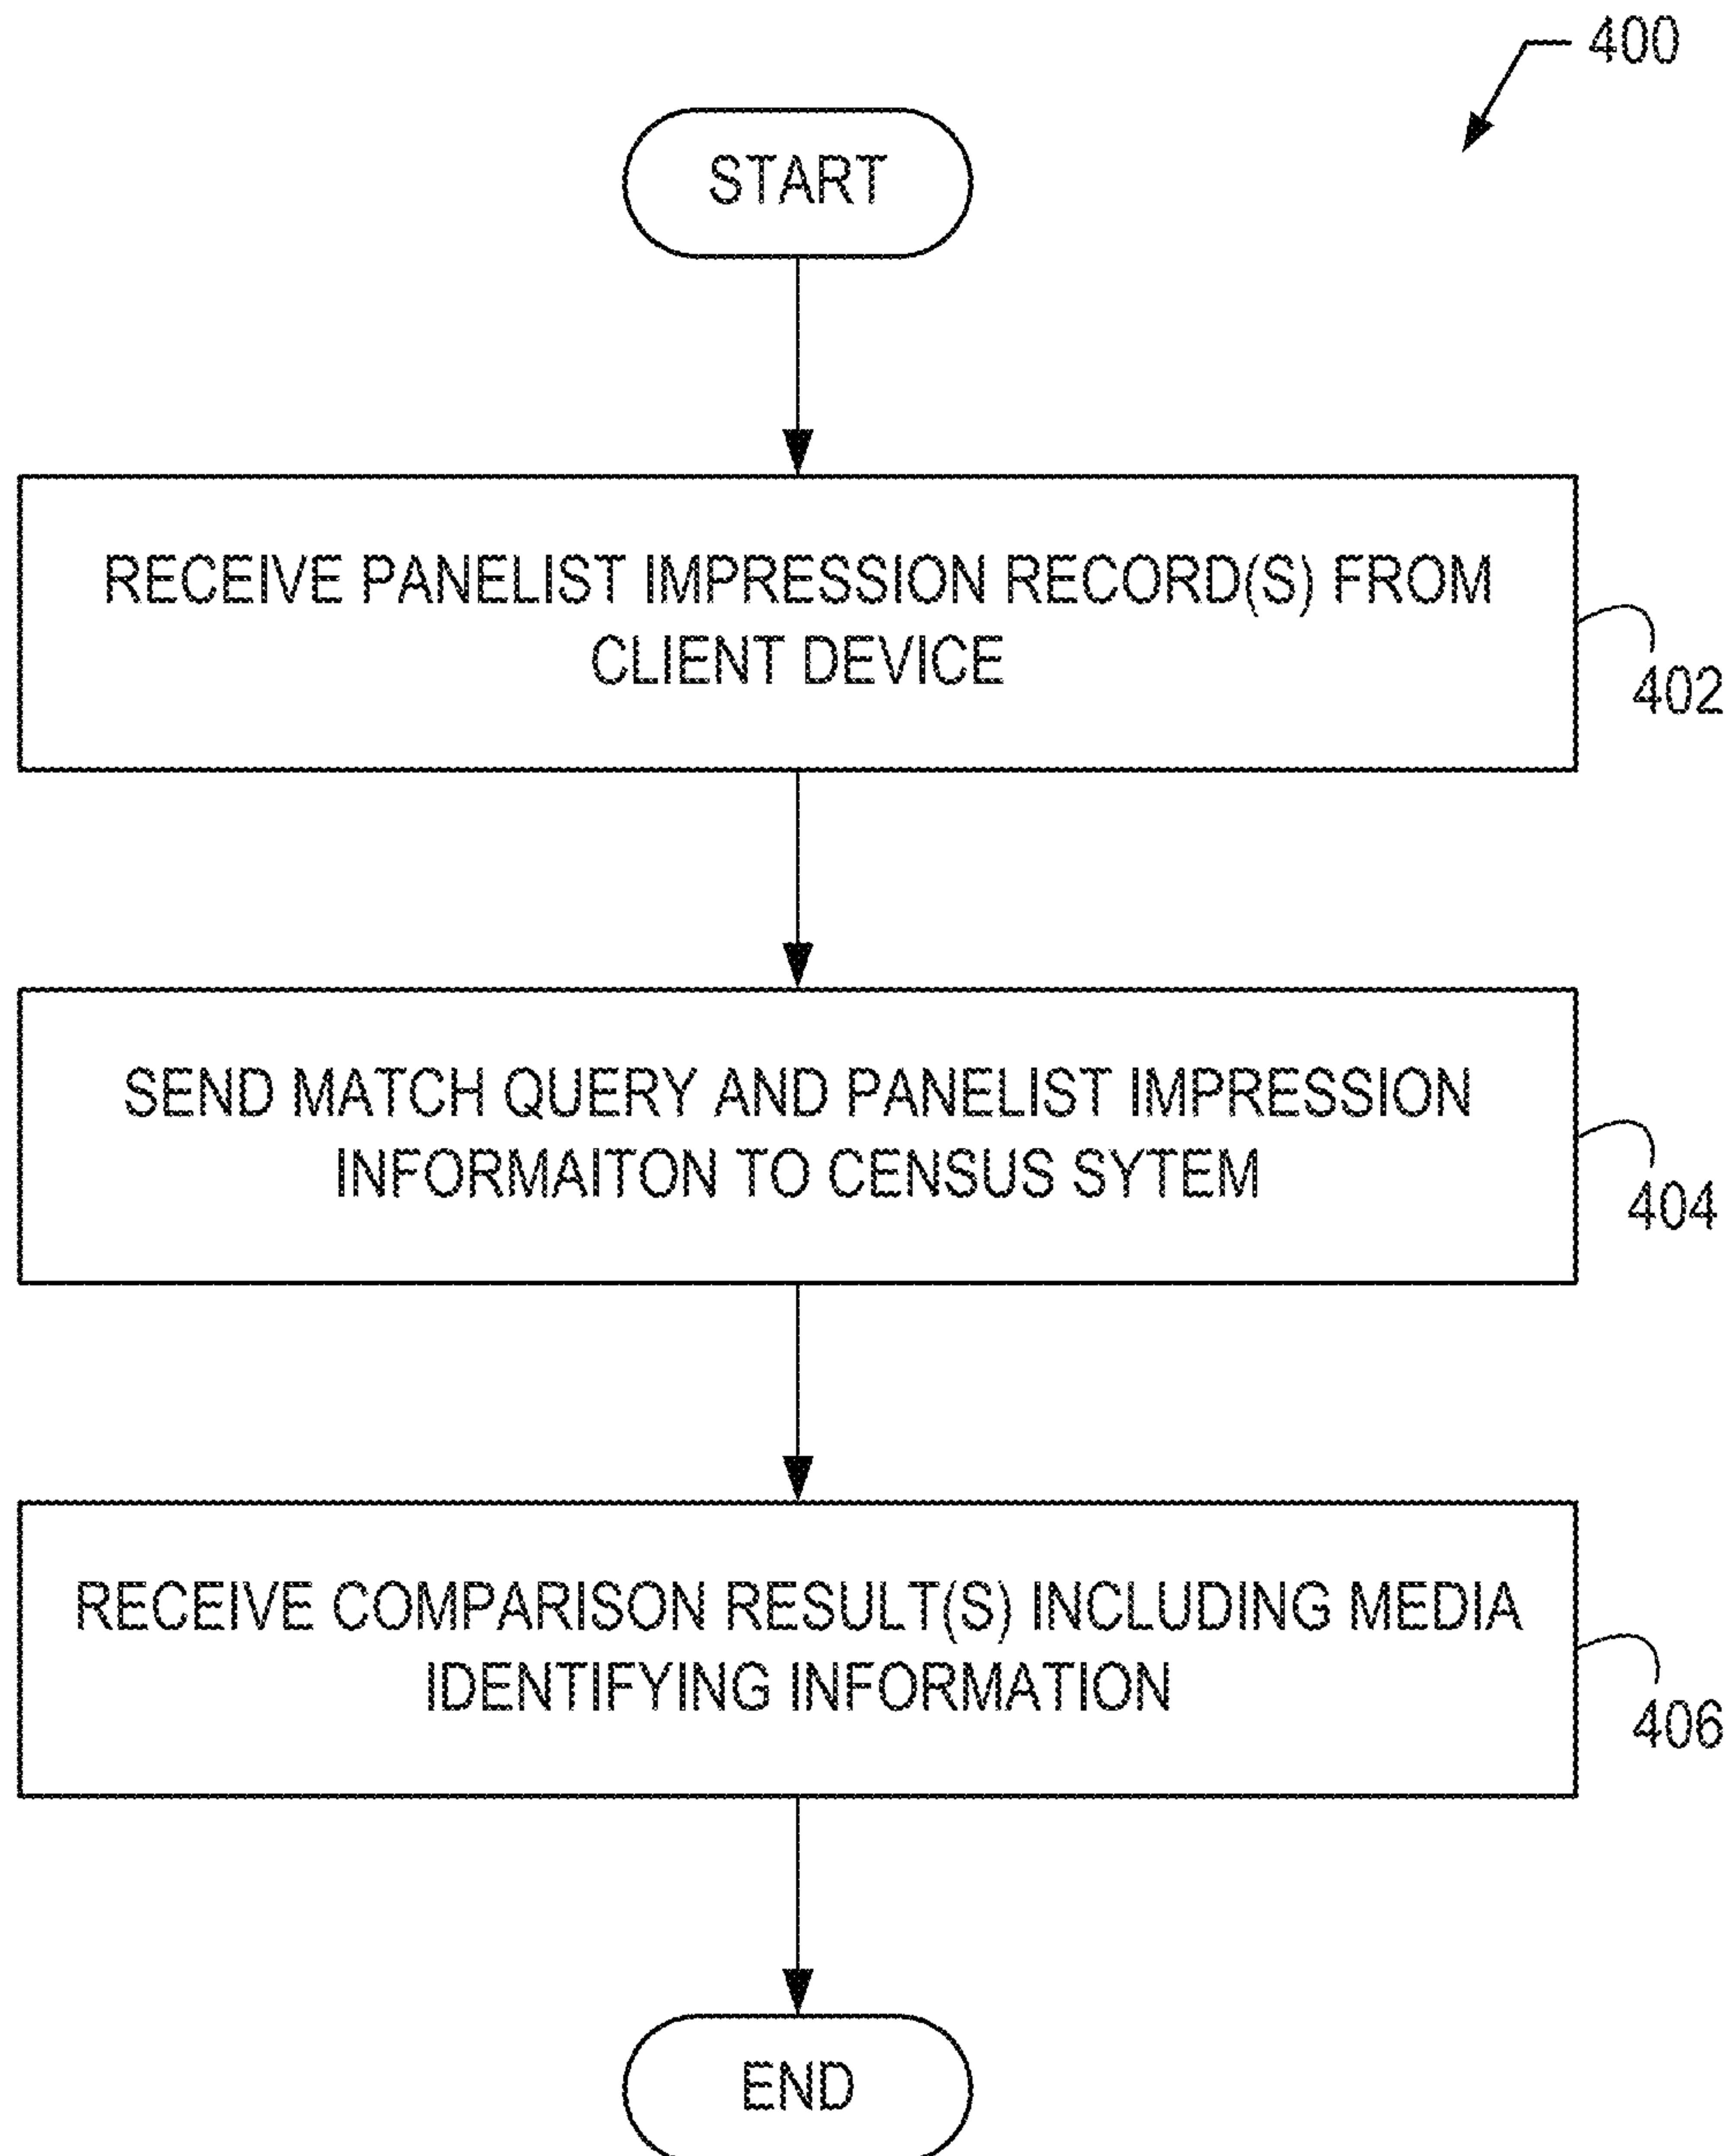 400
START
RECEIVE PANELIST IMPRESSION RECORD(S) FROM
CLIENT DEVICE
402
SEND MATCH QUERY AND PANELIST IMPRESSION
INFORMAITON TO CENSUS SYTEM
404
RECEIVE COMPARISON RESULT(S) INCLUDING MEDIA
IDENTIFYING INFORMATION
406
END